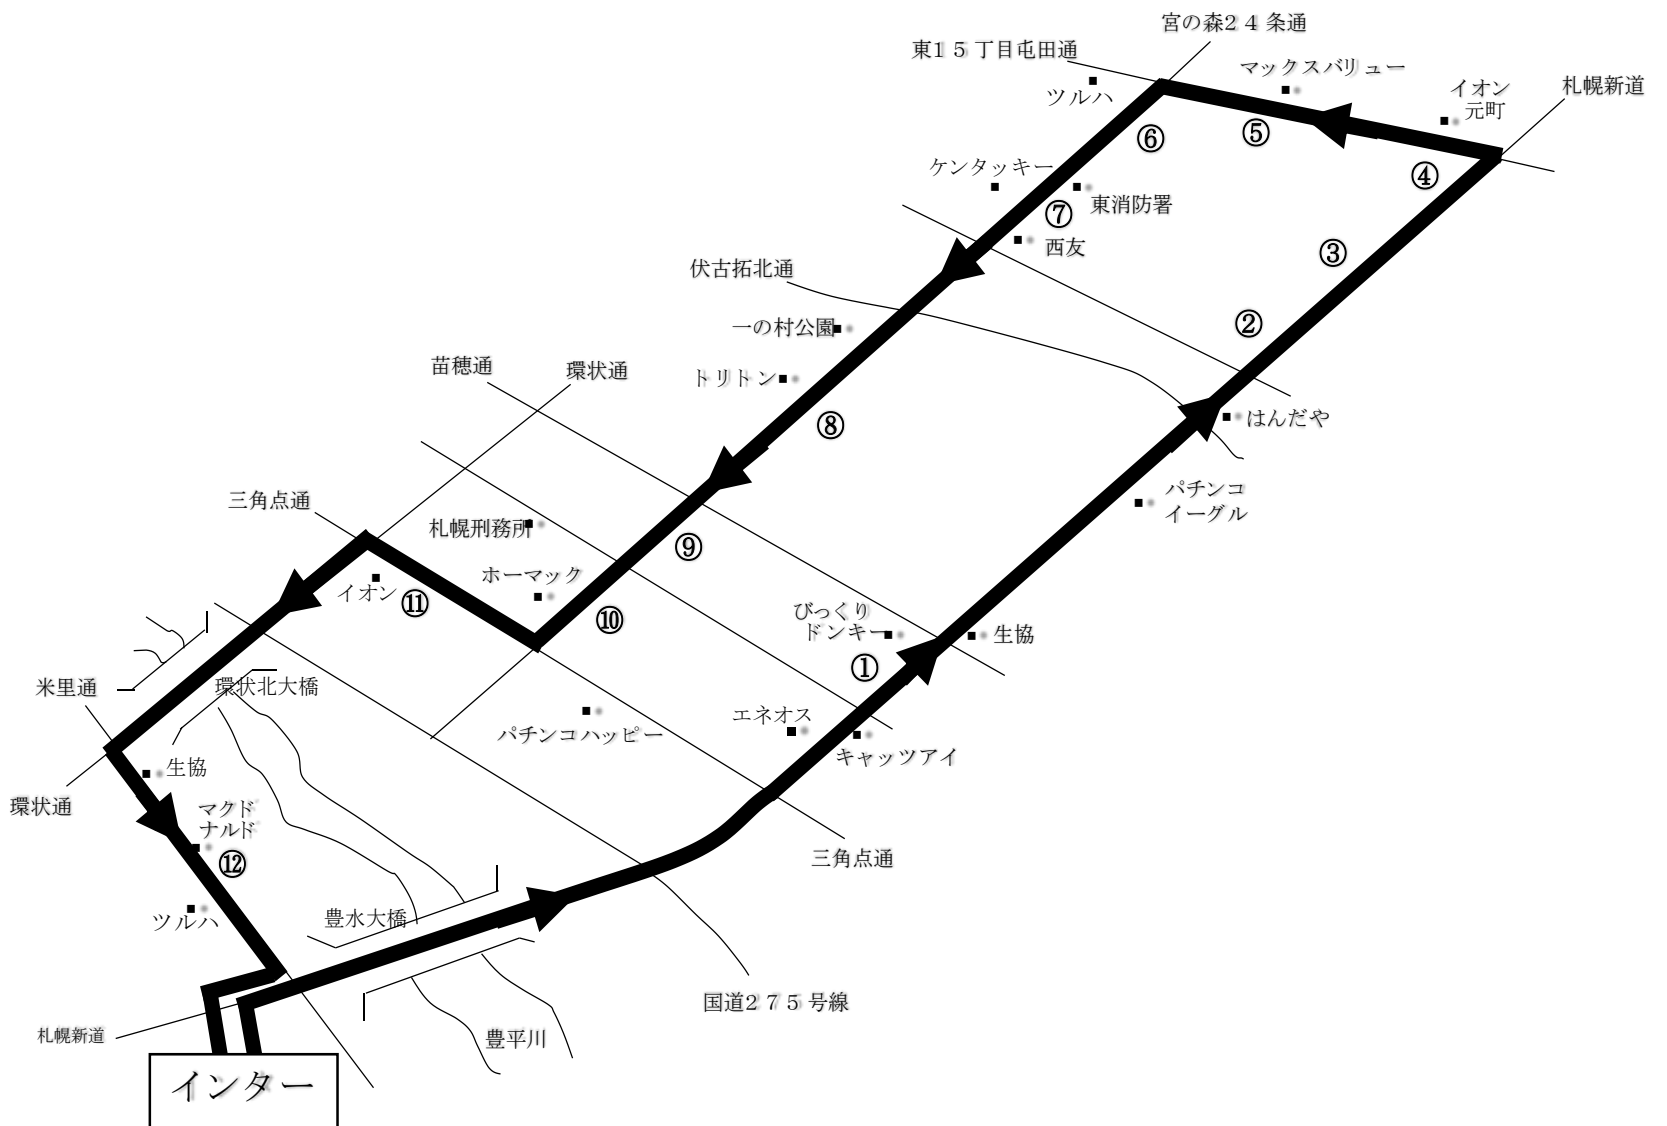 宮の森24条通
東15丁目屯田通
マックスバリュー
イオン
元町
札幌新道
ツルハ
⑥
⑤
④
ケンタッキー
東消防署
⑦
西友
③
伏古拓北通
②
一の村公園
トリトン
苗穂通
環状通
⑧
はんだや
パチンコ
イーグル
三角点通
札幌刑務所
⑨
ホーマック
イオン
⑪
⑩
びっくり
ドンキー
生協
①
米里通
環状北大橋
パチンコハッピー
エネオス
キャッツアイ
生協
環状通
マクド
ナルド
⑫
三角点通
ツルハ
豊水大橋
国道275号線
札幌新道
豊平川
インター